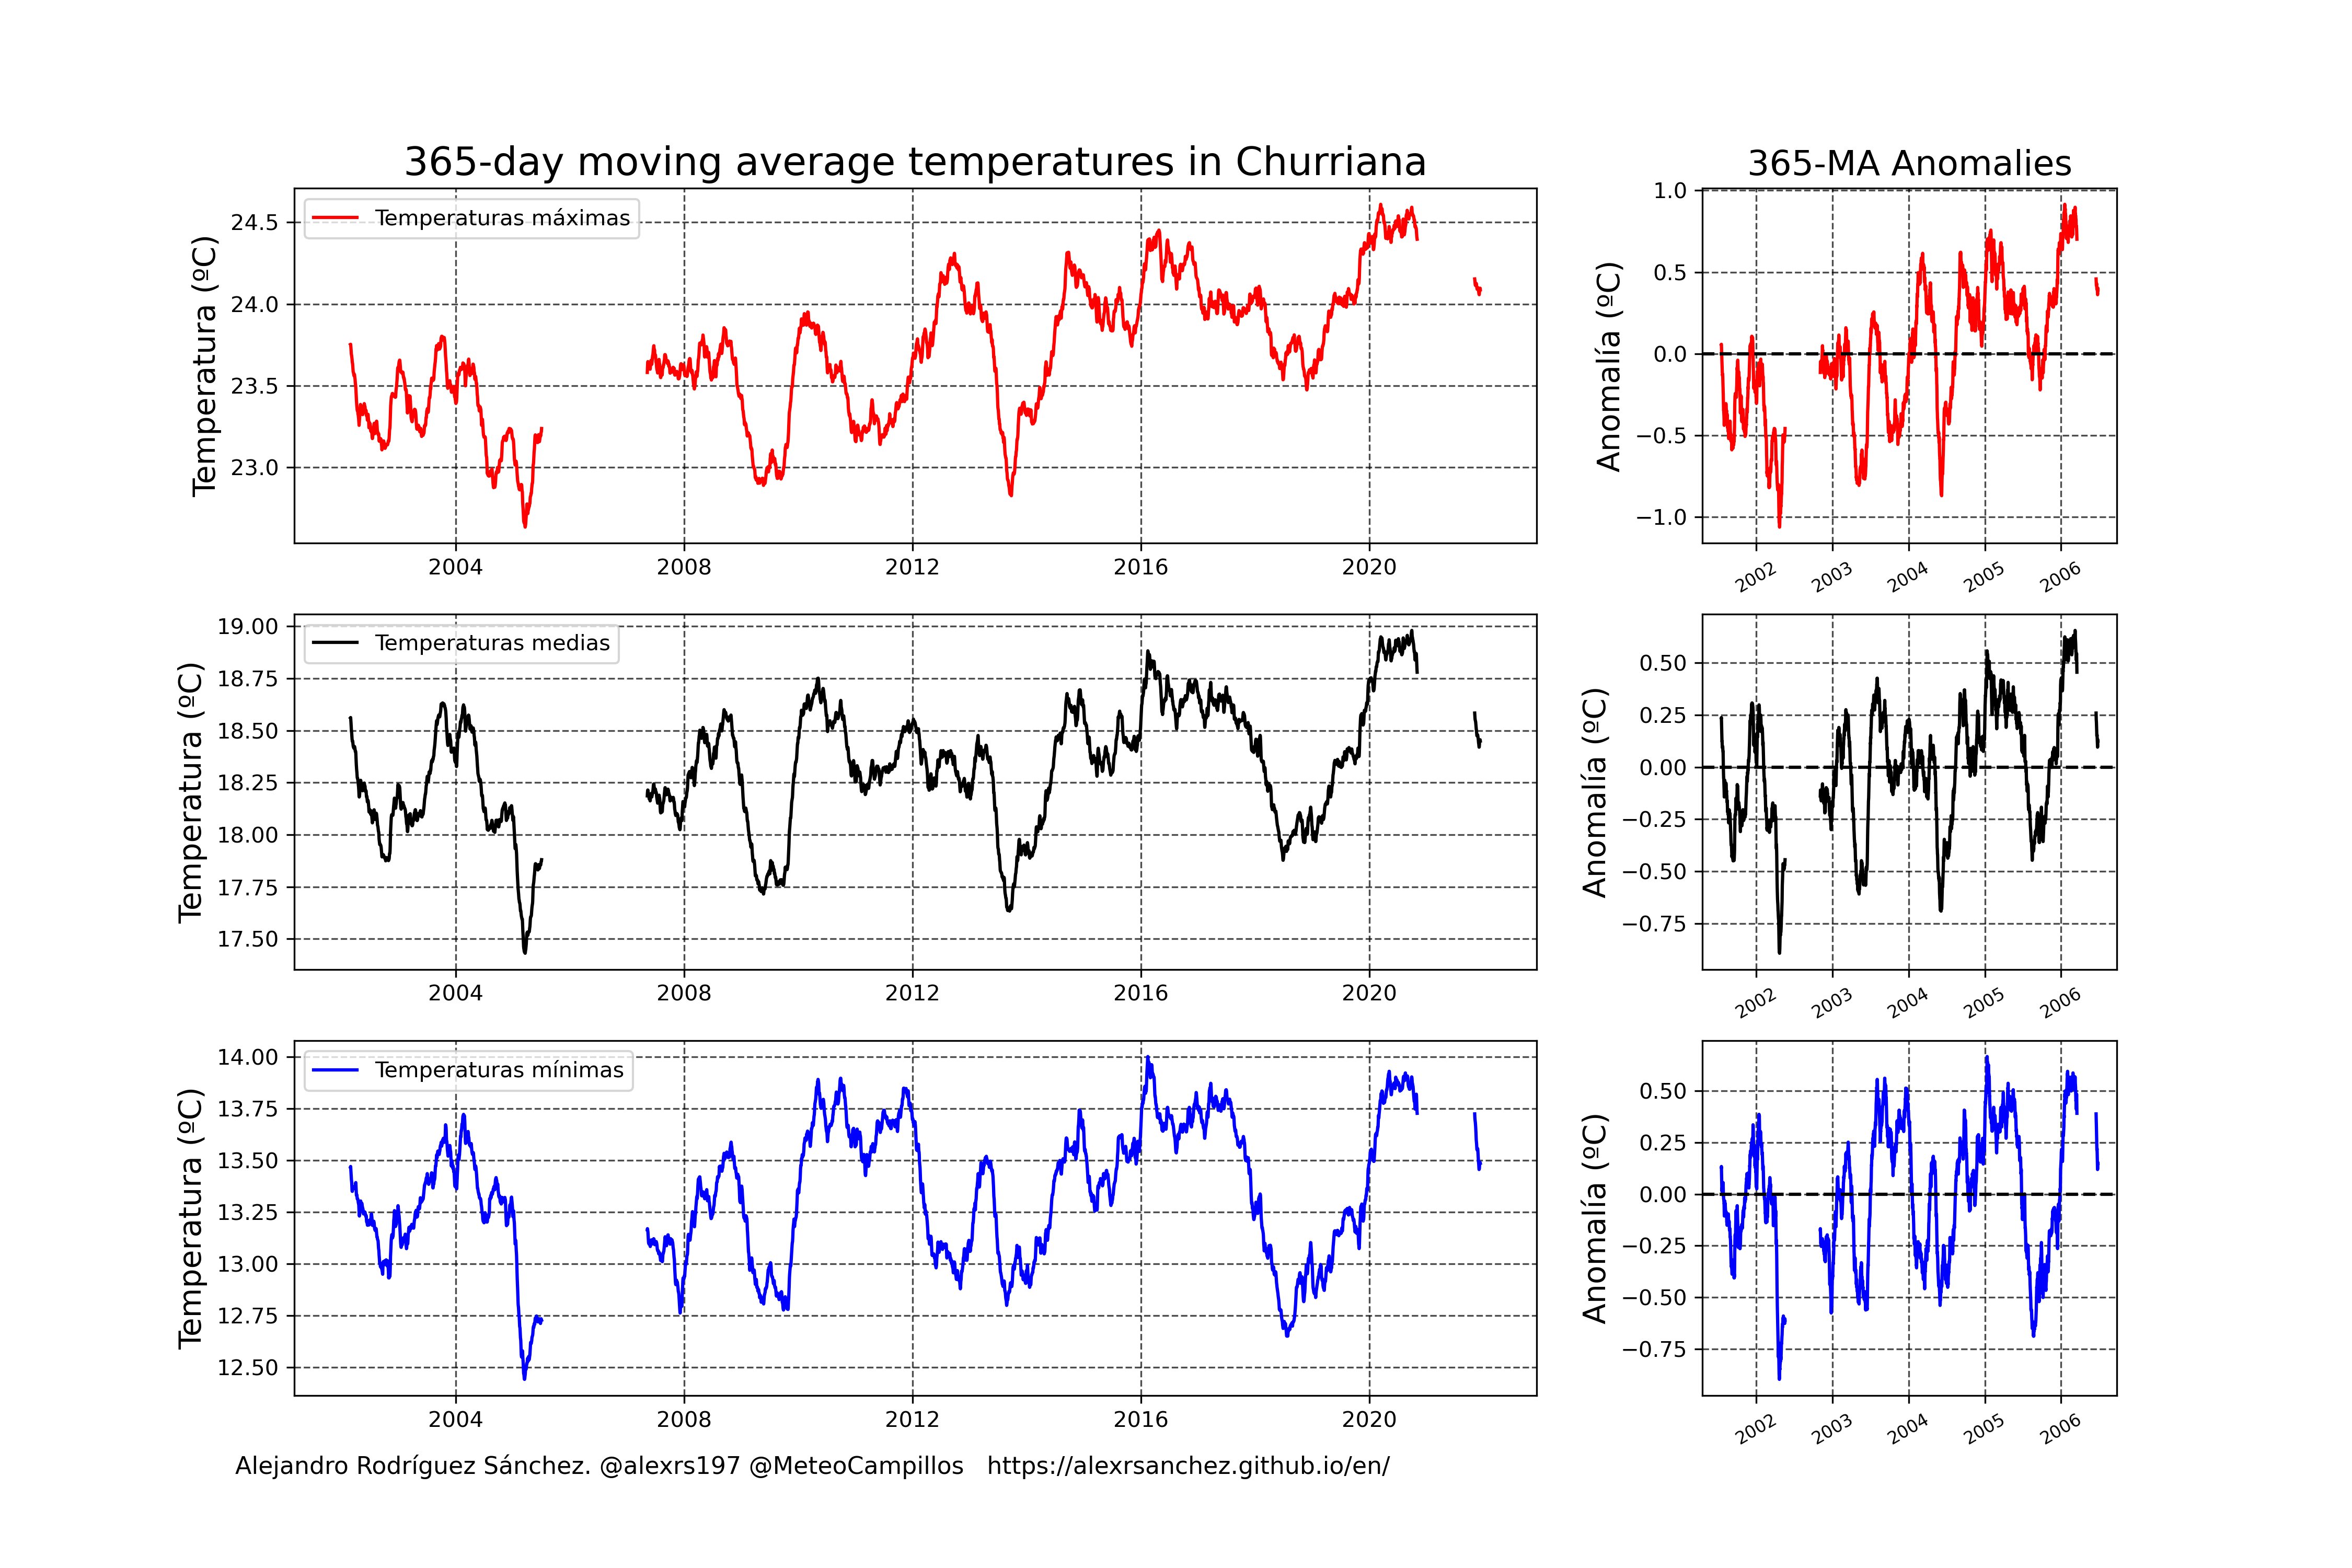 365-day moving average temperatures in Churriana
365-MA Anomalies
Temperatura (ºC)
24.5
24.0
23.5
23.0
Temperaturas máximas
2004 2008 2012 2016 2020
Anomalía (ºC)
1.0
0.5
0.0
−0.5
−1.0
2002 2003 2004 2005 2006
Temperatura (ºC)
19.00
18.75
18.50
18.25
18.00
17.75
17.50
Temperaturas medias
2004 2008 2012 2016 2020
Anomalía (ºC)
0.50
0.25
0.00
−0.25
−0.50
−0.75
2002 2003 2004 2005 2006
Temperatura (ºC)
14.00
13.75
13.50
13.25
13.00
12.75
12.50
Temperaturas mínimas
2004 2008 2012 2016 2020
Anomalía (ºC)
0.50
0.25
0.00
−0.25
−0.50
−0.75
2002 2003 2004 2005 2006
Alejandro Rodríguez Sánchez. @alexrs197 @MeteoCampillos https://alexrsanchez.github.io/en/